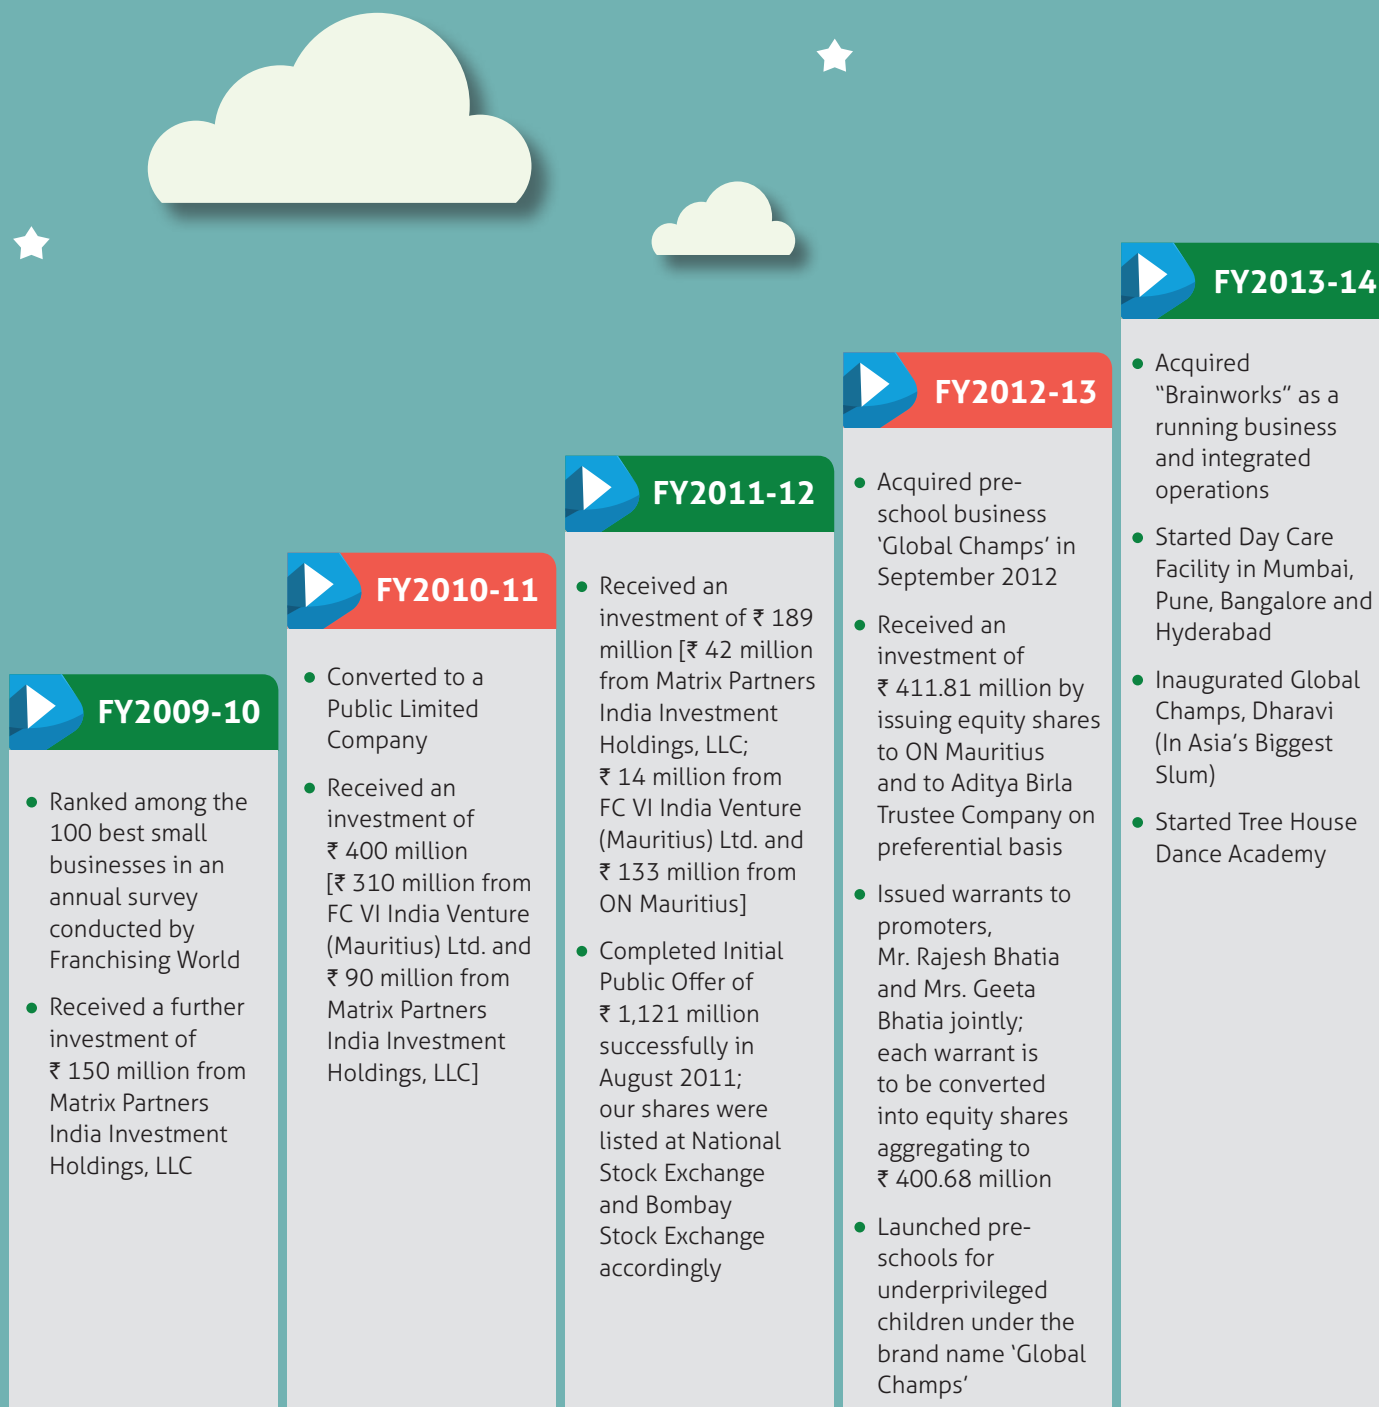 FY2009-10
Ranked among the
100 best small
businesses in an
annual survey
conducted by
Franchising World
Received a further
investment of
₹ 150 million from
Matrix Partners
India Investment
Holdings, LLC
FY2010-11
Converted to a
Public Limited
Company
Received an
investment of
₹ 400 million
[₹ 310 million from
FC VI India Venture
(Mauritius) Ltd. and
₹ 90 million from
Matrix Partners
India Investment
Holdings, LLC]
FY2011-12
Received an
investment of ₹ 189
million [₹ 42 million
from Matrix Partners
India Investment
Holdings, LLC;
₹ 14 million from
FC VI India Venture
(Mauritius) Ltd. and
₹ 133 million from
ON Mauritius]
Completed Initial
Public Offer of
₹ 1,121 million
successfully in
August 2011;
our shares were
listed at National
Stock Exchange
and Bombay
Stock Exchange
accordingly
FY2012-13
Acquired pre-
school business
‘Global Champs’ in
September 2012
Received an
investment of
₹ 411.81 million by
issuing equity shares
to ON Mauritius
and to Aditya Birla
Trustee Company on
preferential basis
Issued warrants to
promoters,
Mr. Rajesh Bhatia
and Mrs. Geeta
Bhatia jointly;
each warrant is
to be converted
into equity shares
aggregating to
₹ 400.68 million
Launched pre-
schools for
underprivileged
children under the
brand name ‘Global
Champs’
FY2013-14
Acquired
“Brainworks” as a
running business
and integrated
operations
Started Day Care
Facility in Mumbai,
Pune, Bangalore and
Hyderabad
Inaugurated Global
Champs, Dharavi
(In Asia’s Biggest
Slum)
Started Tree House
Dance Academy